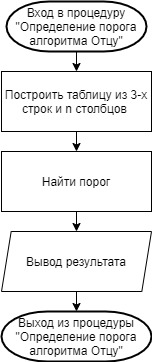 Вход в процедуру
"Определение порога
алгоритма Отцу"
Построить таблицу из 3-х
строк и n столбцов
Найти порог
Вывод результата
Выход из процедуры
"Определение порога
алгоритма Отцу"